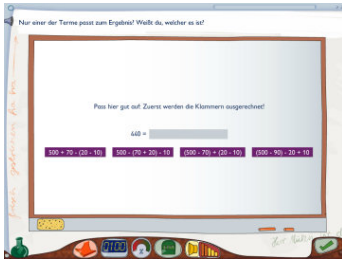 Nur einer der Terme passt zum Ergebnis! Weißt du, welcher es ist?
Pass hier gut auf! Zuerst werden die Klammern ausgerechnet!
440 =
500 + 70 - (20 - 10) 500 - (70 + 20) - 10 (500 - 70) + (20 - 10) (500 - 90) - 20 + 10